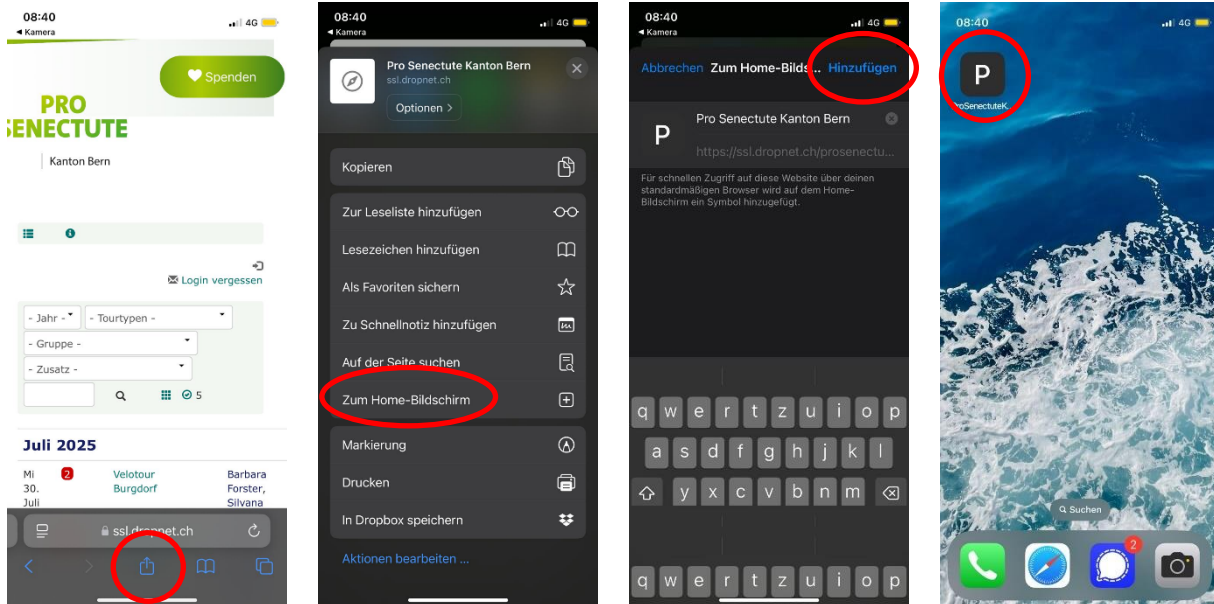 08:40
4G
◀ Kamera
Spenden
PRO
SENECTUTE
Kanton Bern
Login vergessen
- Jahr -
- Tourtypen -
- Gruppe -
- Zusatz -
5
Juli 2025
Mi 2 Velotour Barbara
30. Burgdorf Forster,
Juli Silvana
ssl.dropnet.ch
08:40
4G
◀ Kamera
Pro Senectute Kanton Bern
ssl.dropnet.ch
Optionen >
Kopieren
Zur Leseliste hinzufügen
Lesezeichen hinzufügen
Als Favoriten sichern
Zu Schnellnotiz hinzufügen
Auf der Seite suchen
Zum Home-Bildschirm
Markierung
Drucken
In Dropbox speichern
Aktionen bearbeiten ...
08:40
4G
◀ Kamera
Abbrechen Zum Home-Bilds... Hinzufügen
P
Pro Senectute Kanton Bern
https://ssl.dropnet.ch/prosenectu...
Für schnellen Zugriff auf diese Website über deinen
standardmäßigen Browser wird auf dem Home-
Bildschirm ein Symbol hinzugefügt.
q w e r t z u i o p
a s d f g h j k l
y x c v b n m
q w e r t z u i o p
08:40
4G
P
ProSenectuteK...
Suchen
2